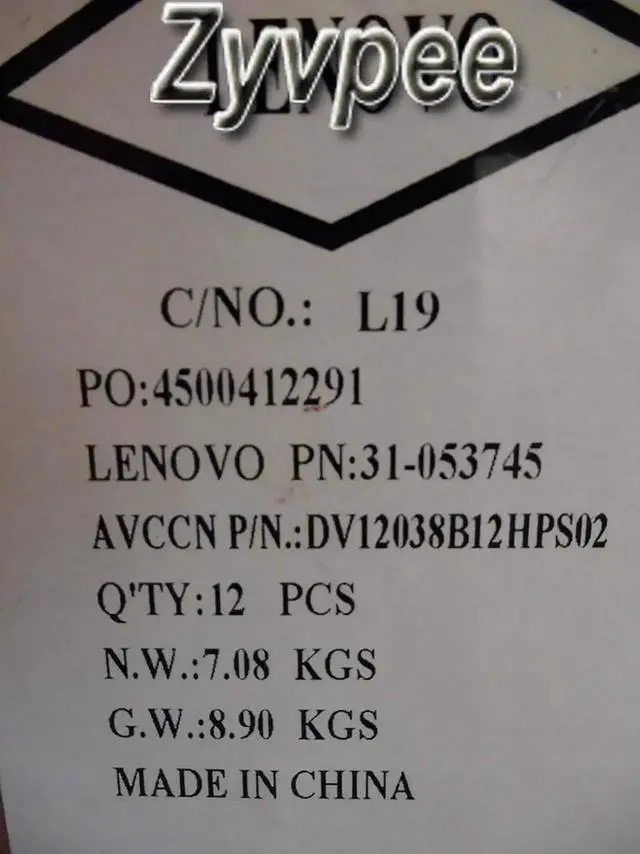 Zyvpee
LENOVO
C/NO.: L19
PO:4500412291
LENOVO PN:31-053745
AVCCN P/N.:DV12038B12HPS02
Q'TY:12 PCS
N.W.:7.08 KGS
G.W.:8.90 KGS
MADE IN CHINA